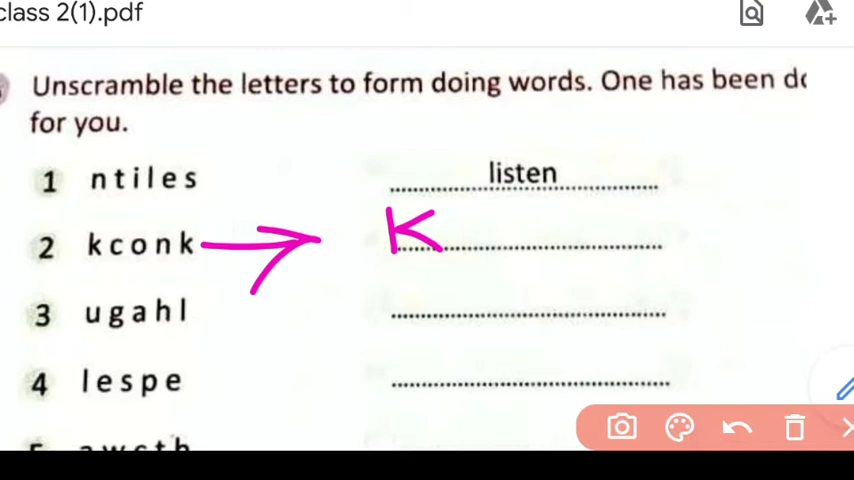 class 2(1).pdf
Unscramble the letters to form doing words. One has been
for you.
1 ntiles listen
2 kconk K
3 ugahl
4 lespe